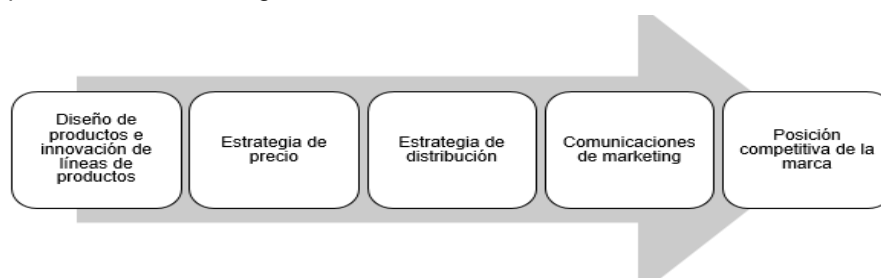 Diseño de
productos e
innovación de
líneas de
productos
Estrategia de
precio
Estrategia de
distribución
Comunicaciones
de marketing
Posición
competitiva de la
marca